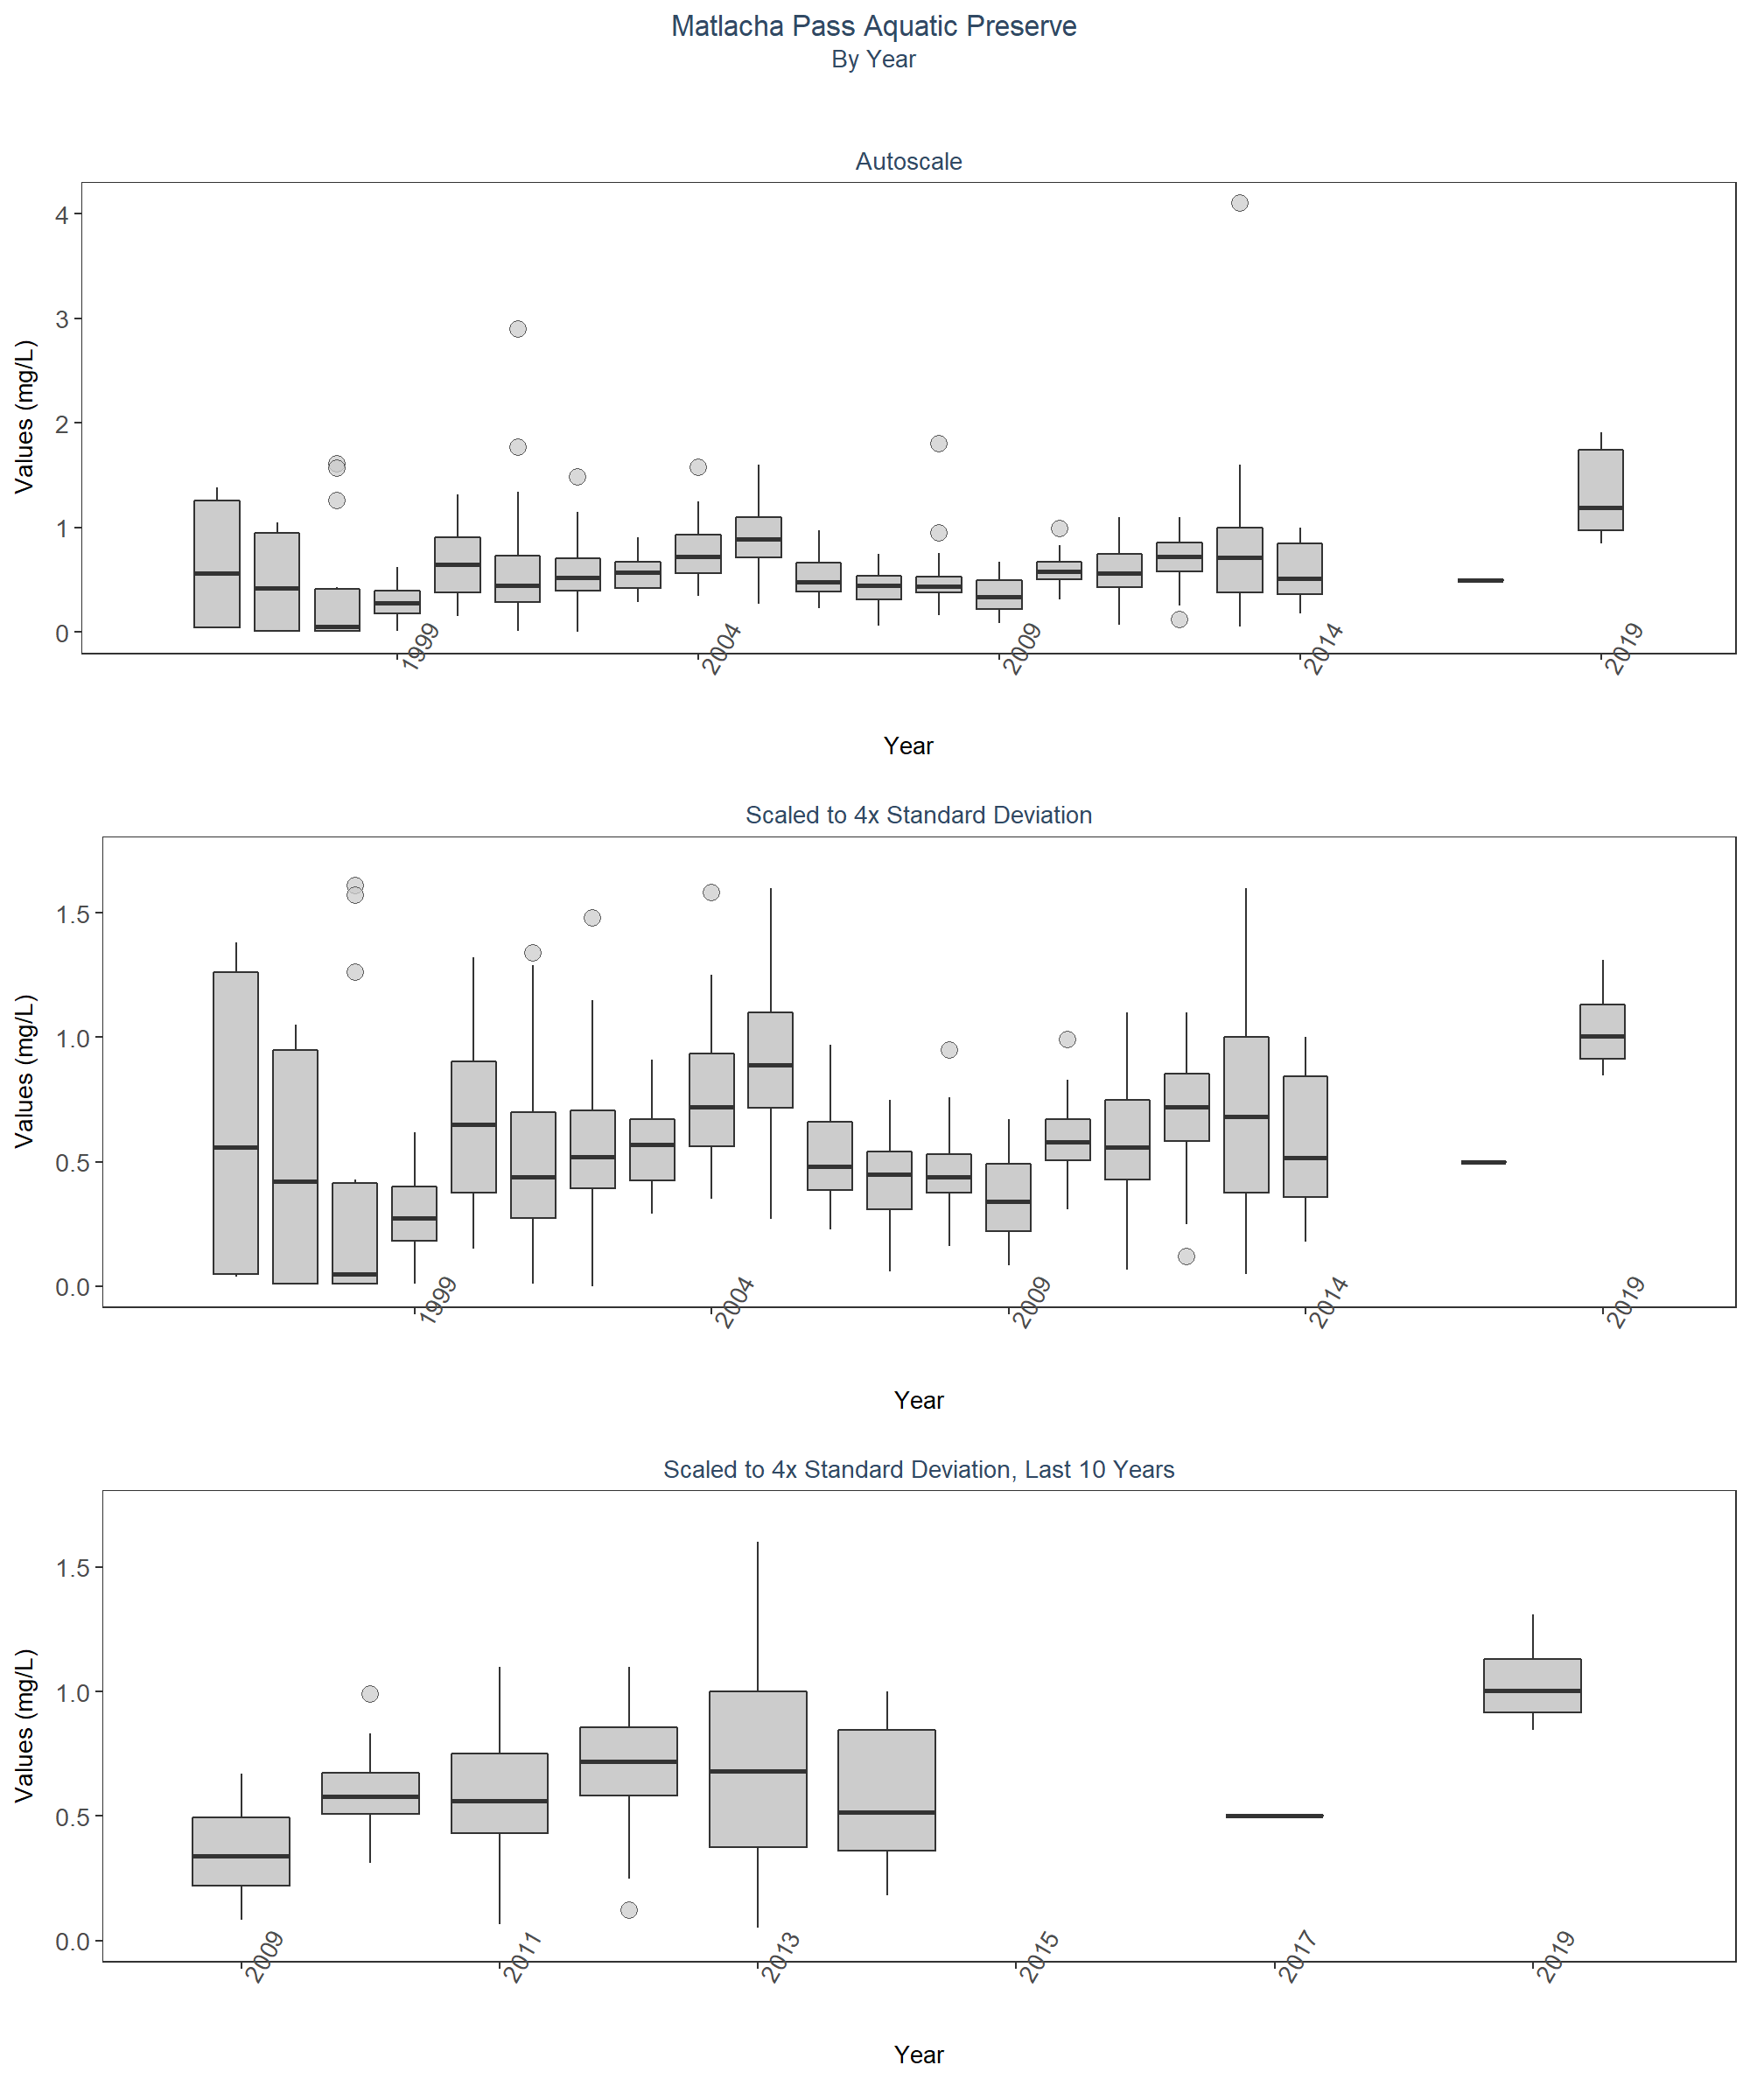 Matlacha Pass Aquatic Preserve
By Year
Autoscale
Values (mg/L)
4
3
2
1
0
1999
2004
2009
2014
2019
Year
Scaled to 4x Standard Deviation
Values (mg/L)
1.5
1.0
0.5
0.0
1999
2004
2009
2014
2019
Year
Scaled to 4x Standard Deviation, Last 10 Years
Values (mg/L)
1.5
1.0
0.5
0.0
2009
2011
2013
2015
2017
2019
Year